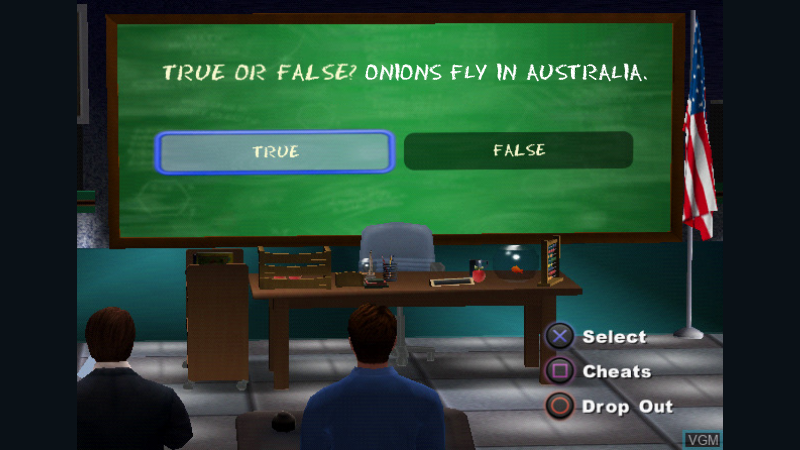 TRUE OR FALSE? ONIONS FLY IN AUSTRALIA.
TRUE FALSE
Select
Cheats
Drop Out
VGM